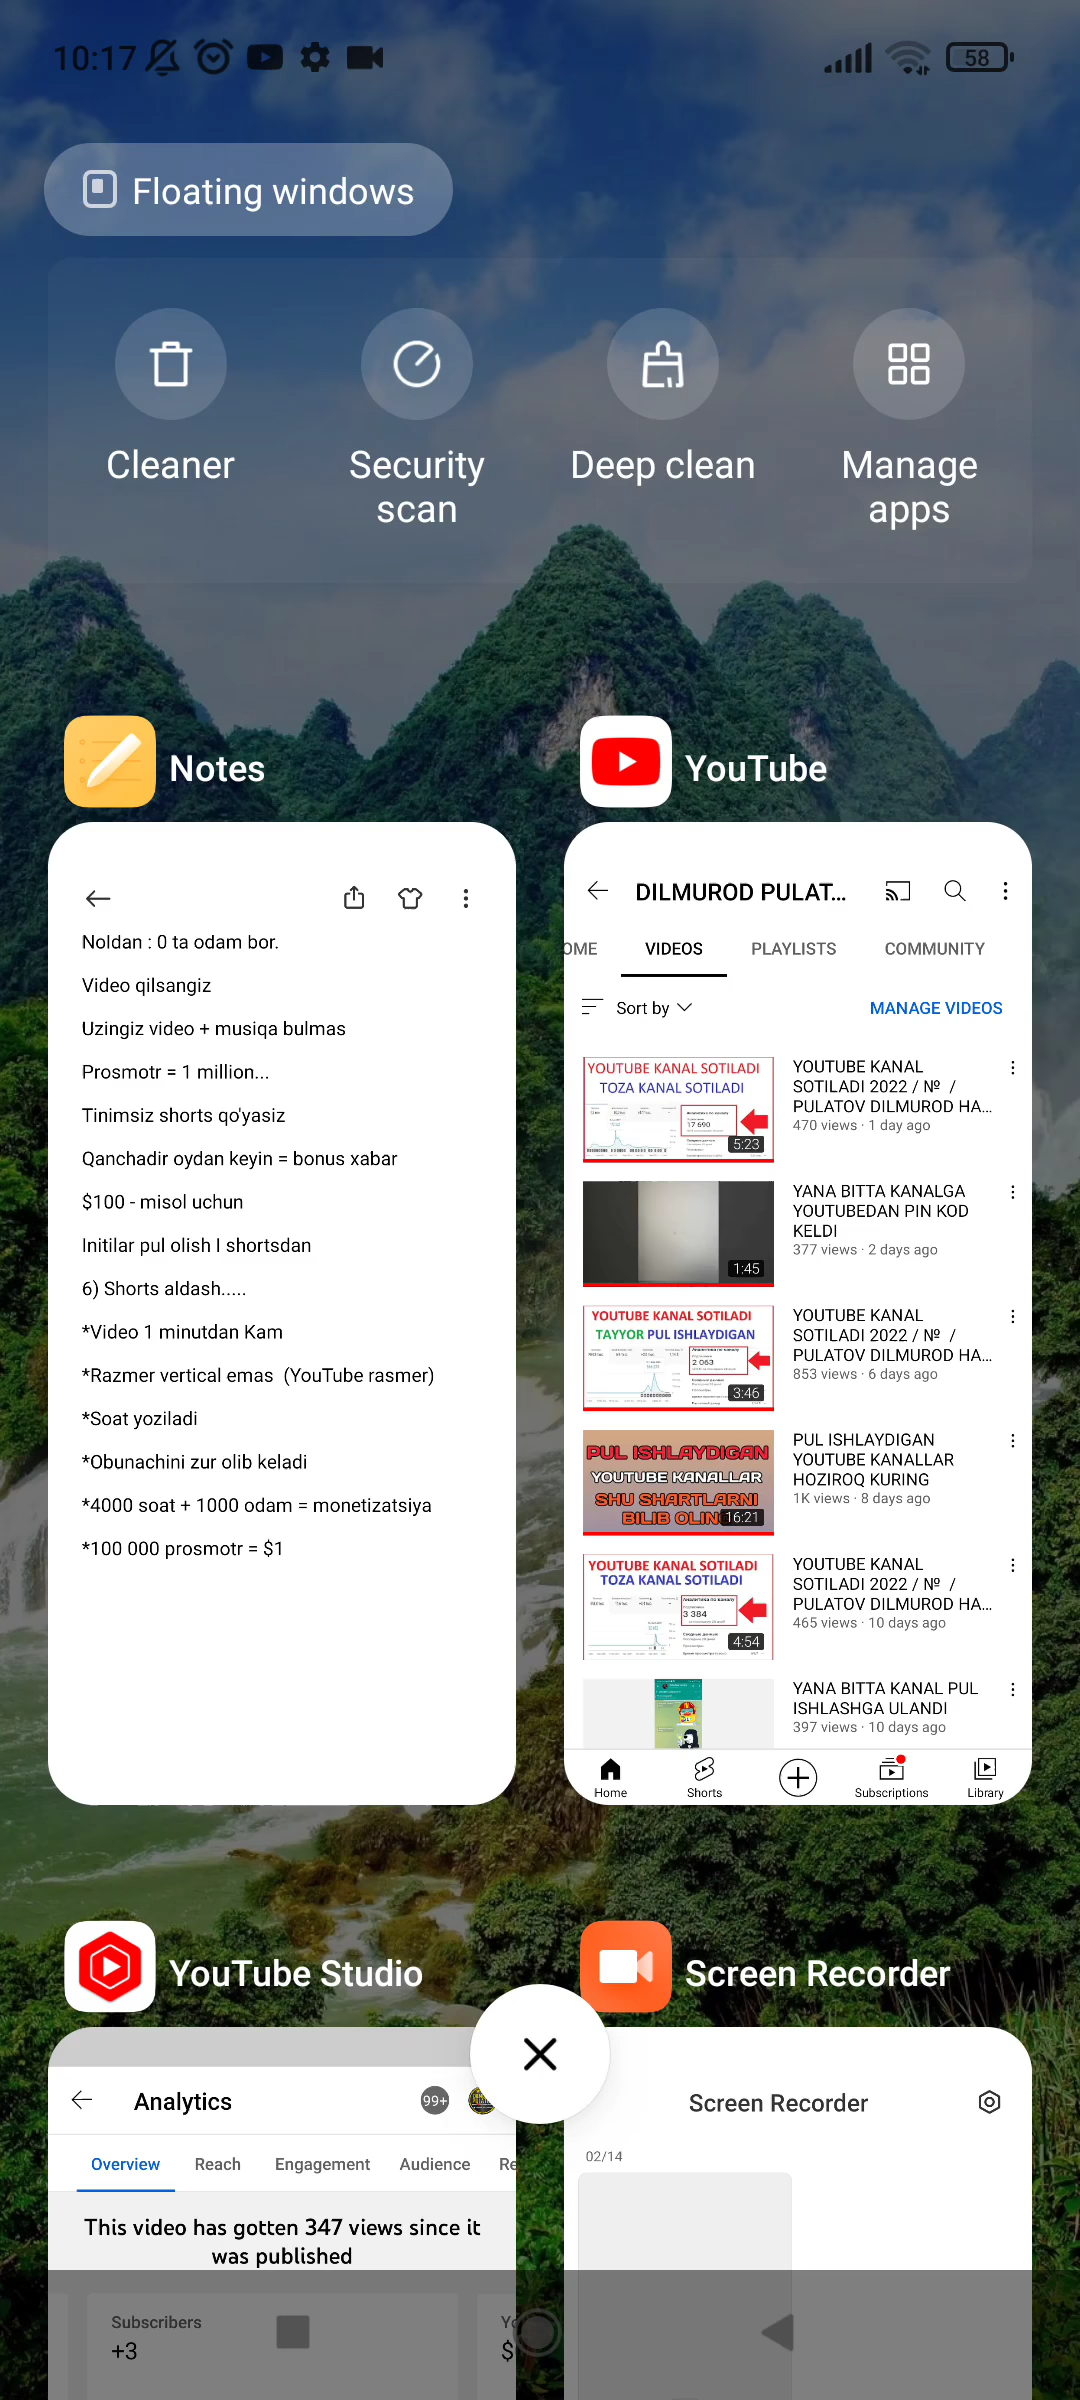 10:17
58
Floating windows
Cleaner
Security
scan
Deep clean
Manage
apps
Notes
Noldan : 0 ta odam bor.
Video qilsangiz
Uzingiz video + musiqa bulmas
Prosmotr = 1 million...
Tinimsiz shorts qo'yasiz
Qanchadir oydan keyin = bonus xabar
$100 - misol uchun
Initilar pul olish I shortsdan
6) Shorts aldash.....
*Video 1 minutdan Kam
*Razmer vertical emas (YouTube rasmer)
*Soat yoziladi
*Obunachini zur olib keladi
*4000 soat + 1000 odam = monetizatsiya
*100 000 prosmotr = $1
YouTube
DILMUROD PULAT...
OME VIDEOS PLAYLISTS COMMUNITY
Sort by MANAGE VIDEOS
YOUTUBE KANAL SOTILADI
TOZA KANAL SOTILADI
17 690
5:23
YOUTUBE KANAL
SOTILADI 2022 / № /
PULATOV DILMUROD HA...
470 views · 1 day ago
1:45
YANA BITTA KANALGA
YOUTUBEDAN PIN KOD
KELDI
377 views · 2 days ago
YOUTUBE KANAL SOTILADI
TAYYOR PUL ISHLAYDIGAN
2 063
3:46
YOUTUBE KANAL
SOTILADI 2022 / № /
PULATOV DILMUROD HA...
853 views · 6 days ago
PUL ISHLAYDIGAN
YOUTUBE KANALLAR
SHU SHARTLARNI
BILIB OLIN
16:21
PUL ISHLAYDIGAN
YOUTUBE KANALLAR
HOZIROQ KURING
1K views · 8 days ago
YOUTUBE KANAL SOTILADI
TOZA KANAL SOTILADI
3 384
4:54
YOUTUBE KANAL
SOTILADI 2022 / № /
PULATOV DILMUROD HA...
465 views · 10 days ago
YANA BITTA KANAL PUL
ISHLASHGA ULANDI
397 views · 10 days ago
Home Shorts Subscriptions Library
YouTube Studio
Analytics
99+
Overview Reach Engagement Audience Re
This video has gotten 347 views since it
was published
Subscribers
+3
Yo
$
Screen Recorder
Screen Recorder
02/14